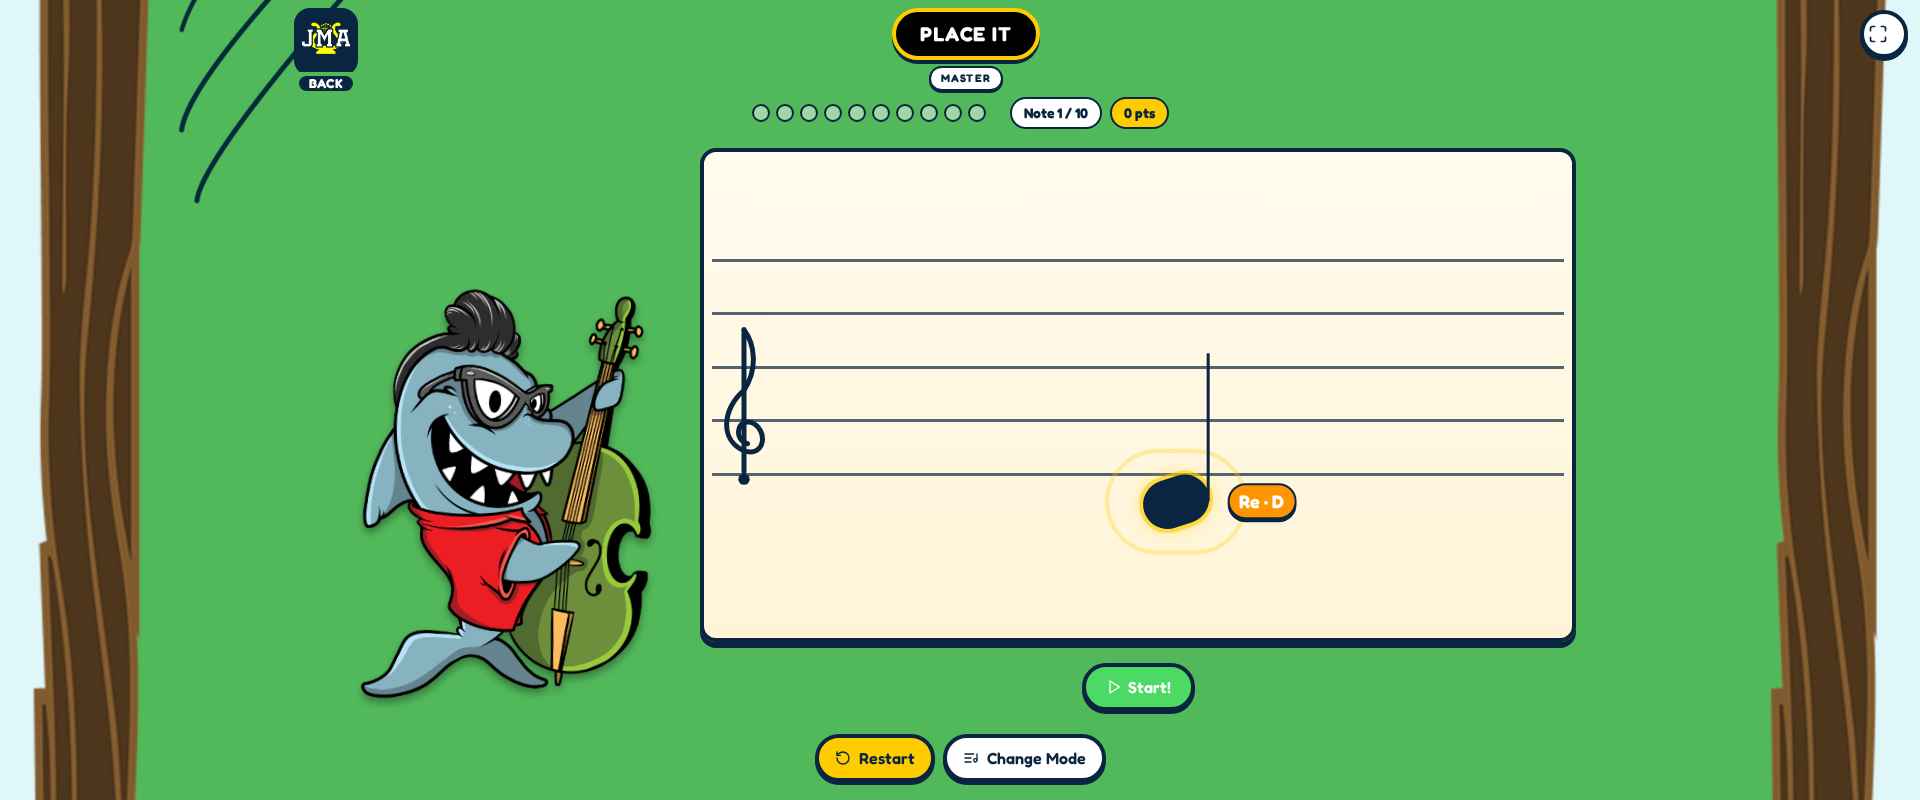 JMA
BACK
PLACE IT
MASTER
Note 1 / 10
0 pts
Re · D
Start!
Restart
Change Mode